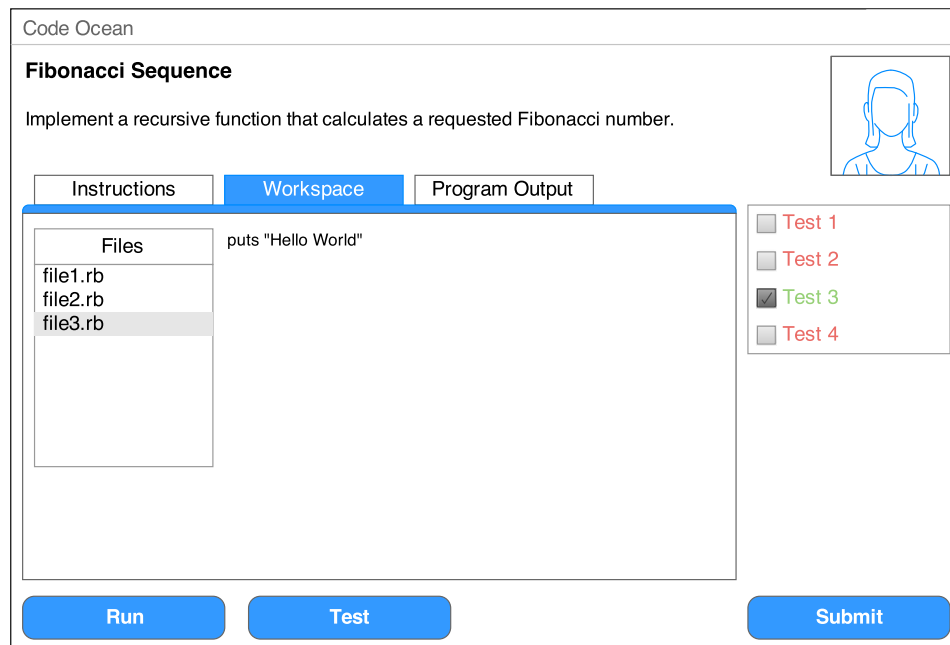 Code Ocean
Fibonacci Sequence
Implement a recursive function that calculates a requested Fibonacci number.
Instructions
Workspace
Program Output
Files
file1.rb
file2.rb
file3.rb
puts "Hello World"
Test 1
Test 2
Test 3
Test 4
Run
Test
Submit